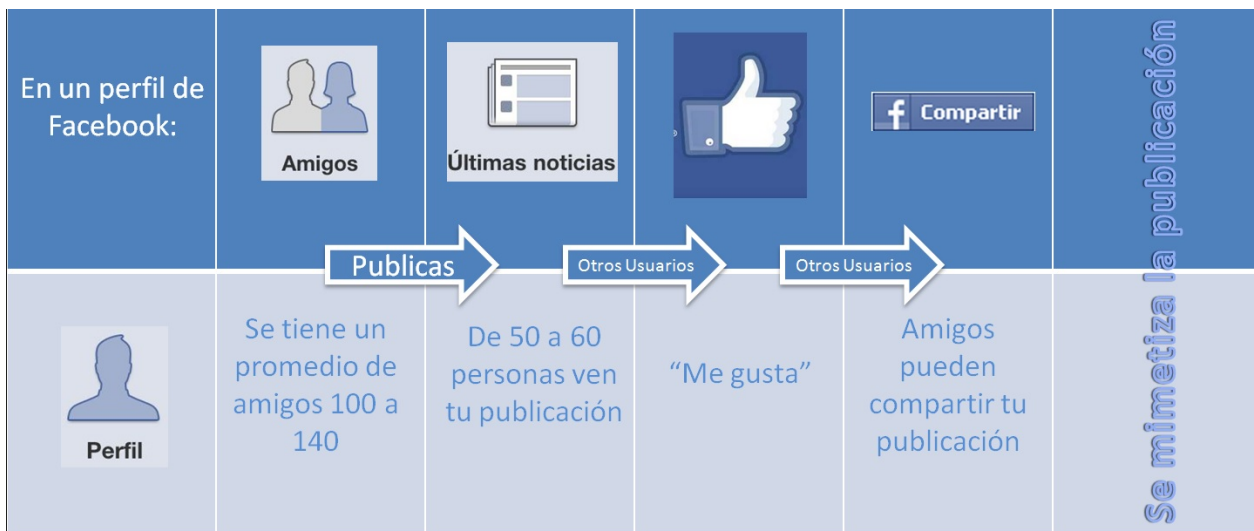 En un perfil de
Facebook:
Amigos
Últimas noticias
f Compartir
Publicas
Otros Usuarios
Otros Usuarios
Perfil
Se tiene un
promedio de
amigos 100 a
140
De 50 a 60
personas ven
tu publicación
“Me gusta”
Amigos
pueden
compartir tu
publicación
Se mimetiza la publicación